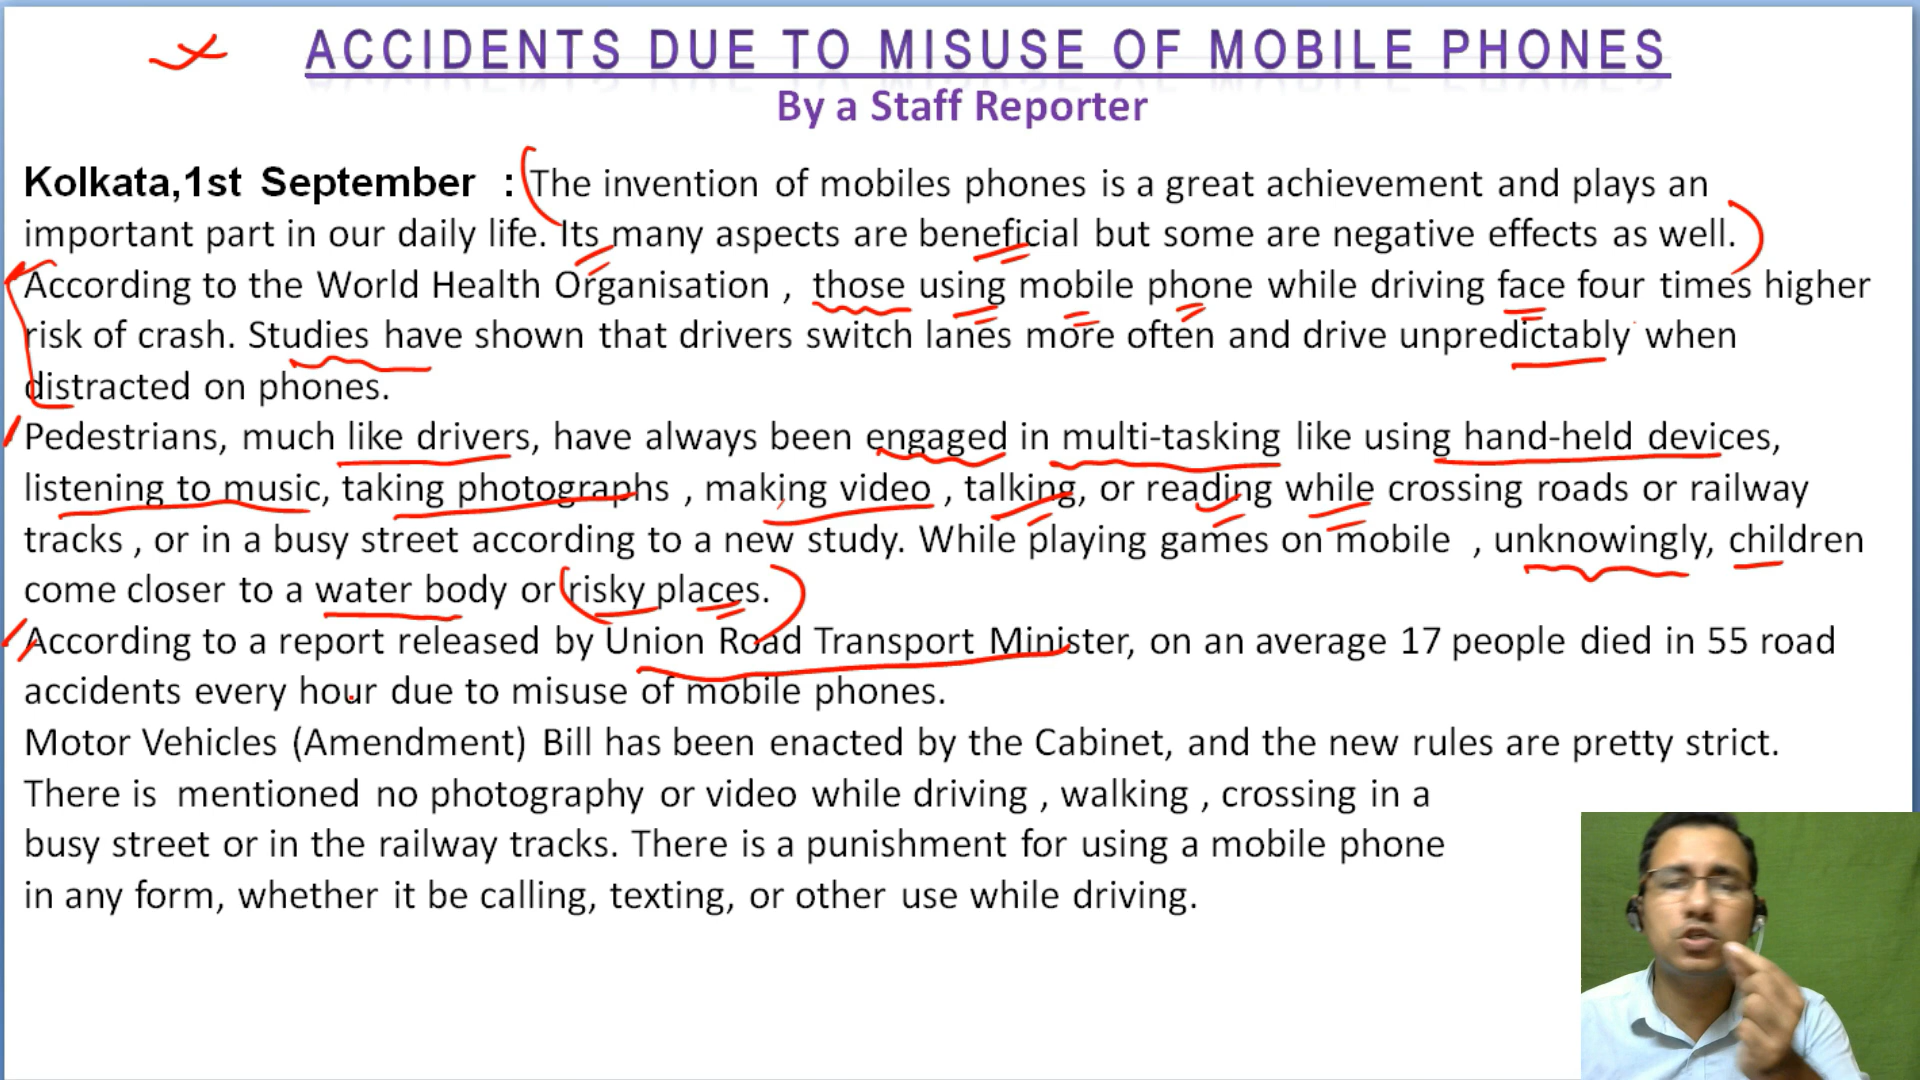 ACCIDENTS DUE TO MISUSE OF MOBILE PHONES
By a Staff Reporter
Kolkata,1st September : The invention of mobiles phones is a great achievement and plays an
important part in our daily life. Its many aspects are beneficial but some are negative effects as well.
According to the World Health Organisation , those using mobile phone while driving face four times higher
risk of crash. Studies have shown that drivers switch lanes more often and drive unpredictably when
distracted on phones.
Pedestrians, much like drivers, have always been engaged in multi-tasking like using hand-held devices,
listening to music, taking photographs , making video , talking, or reading while crossing roads or railway
tracks , or in a busy street according to a new study. While playing games on mobile , unknowingly, children
come closer to a water body or risky places.
According to a report released by Union Road Transport Minister, on an average 17 people died in 55 road
accidents every hour due to misuse of mobile phones.
Motor Vehicles (Amendment) Bill has been enacted by the Cabinet, and the new rules are pretty strict.
There is mentioned no photography or video while driving , walking , crossing in a
busy street or in the railway tracks. There is a punishment for using a mobile phone
in any form, whether it be calling, texting, or other use while driving.